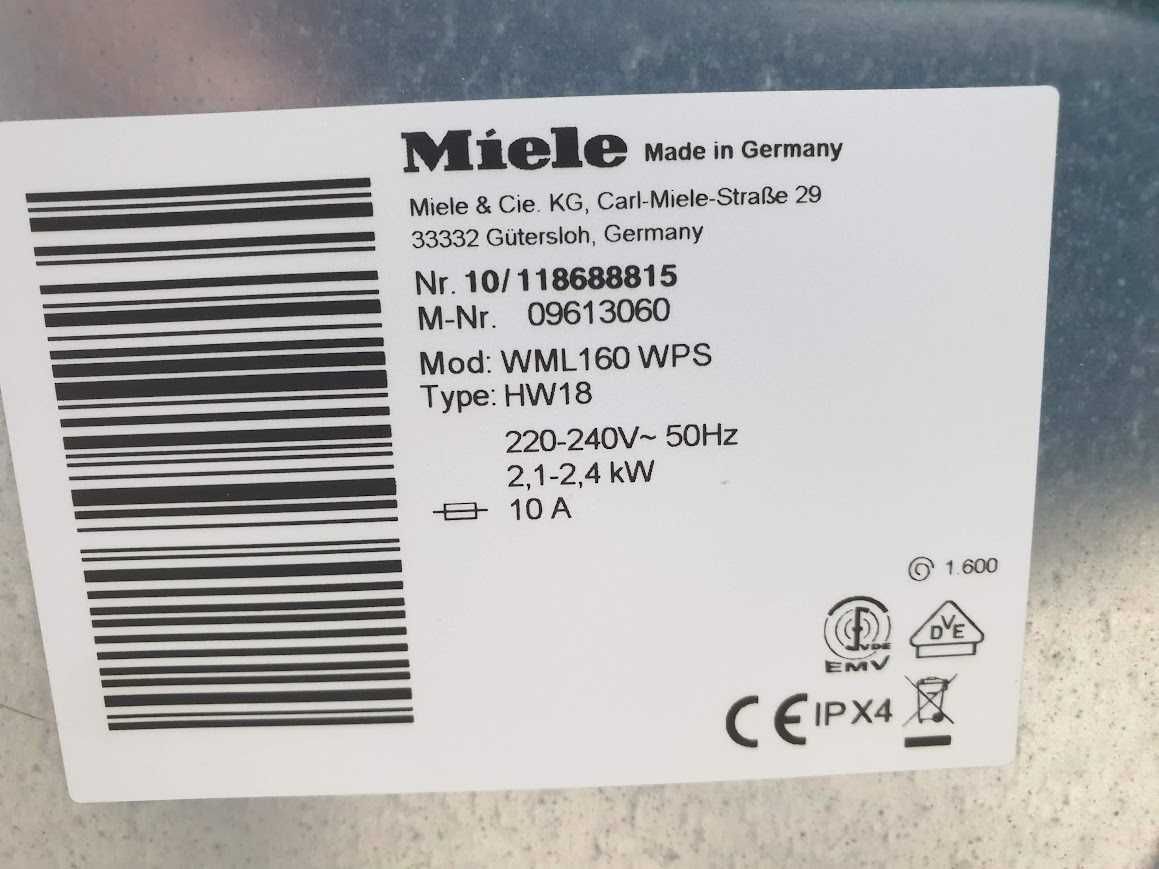 Miele Made in Germany
Miele & Cie. KG, Carl-Miele-Straße 29
33332 Gütersloh, Germany
Nr. 10/118688815
M-Nr. 09613060
Mod: WML160 WPS
Type: HW18
220-240V~ 50Hz
2,1-2,4 kW
10 A
1.600
VDE
DVE
EMV
CE IPX4